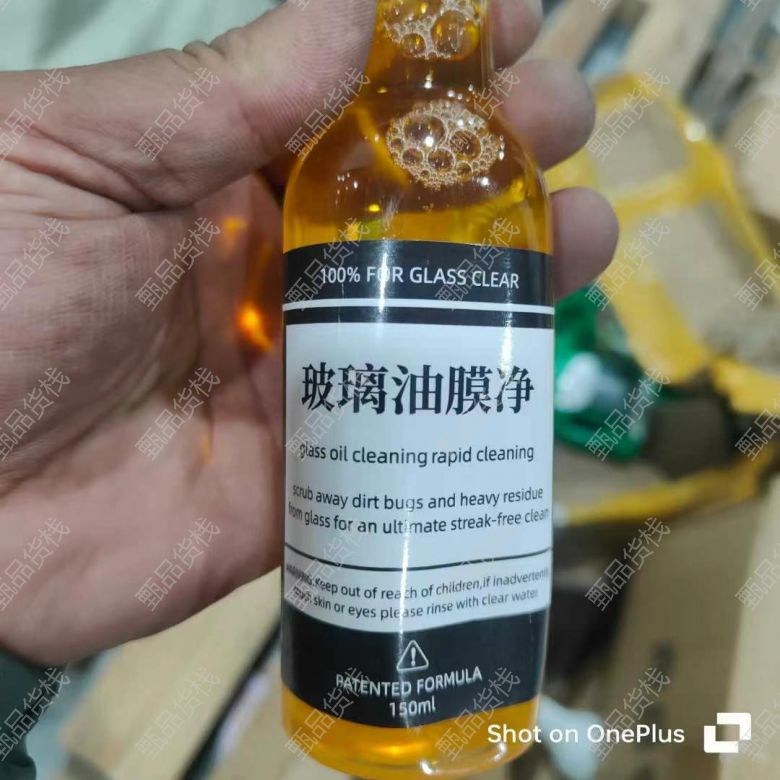 100% FOR GLASS CLEAR
玻璃油膜净
glass oil cleaning rapid cleaning
scrub away dirt bugs and heavy residue
from glass for an ultimate streak-free clean
WARNING:Keep out of reach of children,if inadvertently
touch skin or eyes please rinse with clear water
PATENTED FORMULA
150ml
Shot on OnePlus
甄品货栈